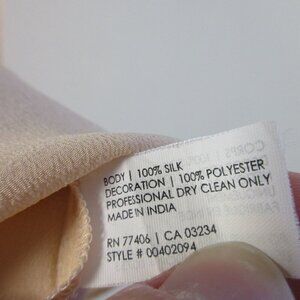 BODY | 100% SILK
DECORATION | 100% POLYESTER
PROFESSIONAL DRY CLEAN ONLY
MADE IN INDIA
RN 77406 | CA 03234
STYLE # 00402094